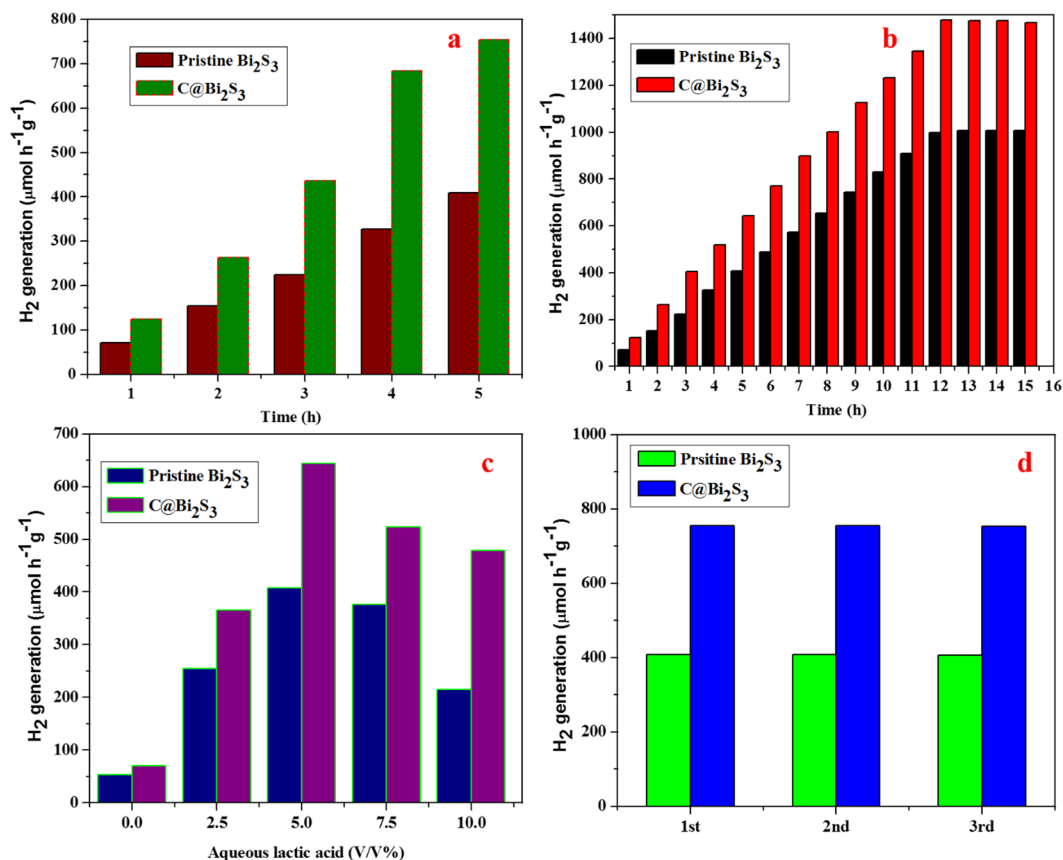 a
Pristine Bi2S3
C@Bi2S3
H2 generation (μmol h-1g-1)
800
700
600
500
400
300
200
100
0
1 2 3 4 5
Time (h)
b
Pristine Bi2S3
C@Bi2S3
H2 generation (μmol h-1g-1)
1400
1200
1000
800
600
400
200
0
1 2 3 4 5 6 7 8 9 10 11 12 13 14 15 16
Time (h)
c
Pristine Bi2S3
C@Bi2S3
H2 generation (μmol h-1g-1)
700
600
500
400
300
200
100
0
0.0 2.5 5.0 7.5 10.0
Aqueous lactic acid (V/V%)
d
Prsitine Bi2S3
C@Bi2S3
H2 generation (μmol h-1g-1)
1000
800
600
400
200
0
1st 2nd 3rd